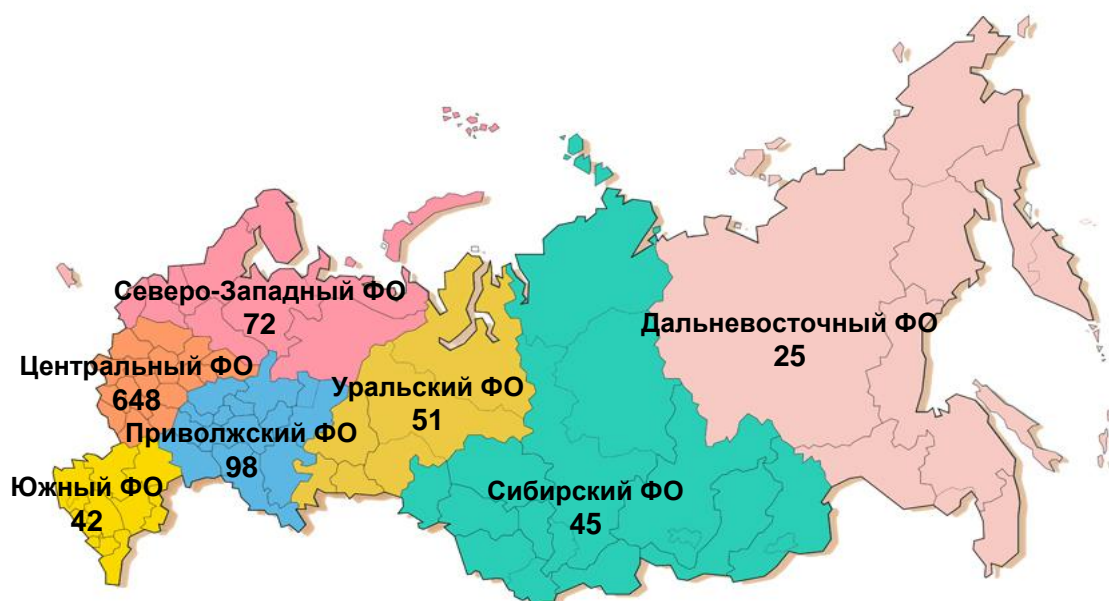 Северо-Западный ФО
72
Дальневосточный ФО
25
Центральный ФО
648
Уральский ФО
51
Приволжский ФО
98
Южный ФО
42
Сибирский ФО
45